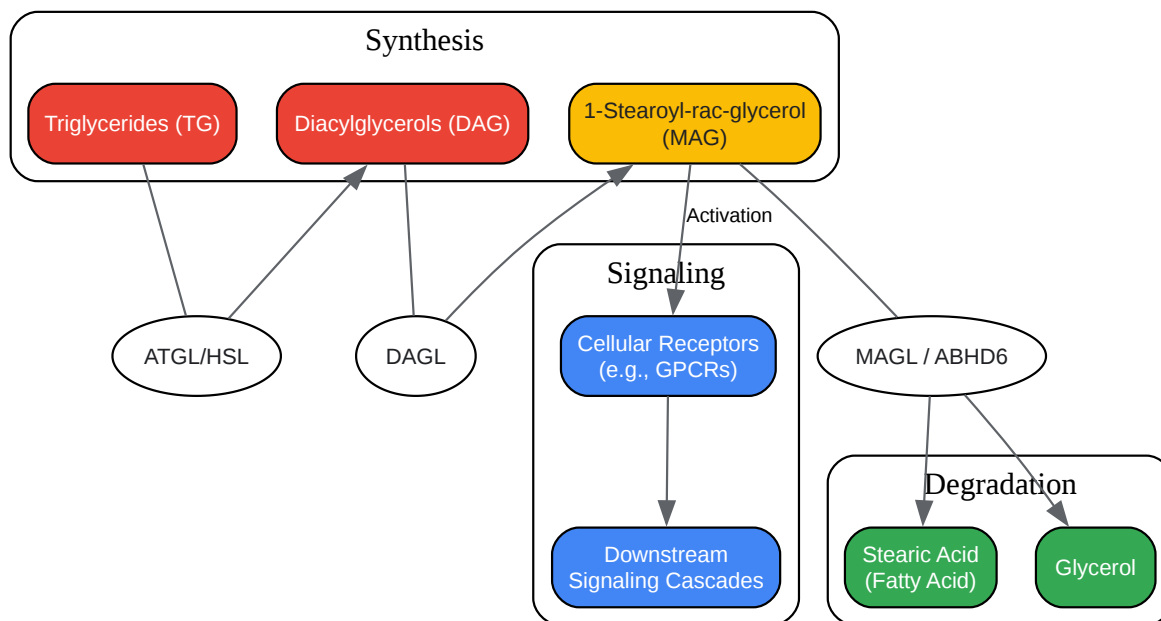 Synthesis
Triglycerides (TG)
Diacylglycerols (DAG)
1-Stearoyl-rac-glycerol
(MAG)
Activation
Signaling
ATGL/HSL
DAGL
Cellular Receptors
(e.g., GPCRs)
MAGL / ABHD6
Degradation
Downstream
Signaling Cascades
Stearic Acid
(Fatty Acid)
Glycerol